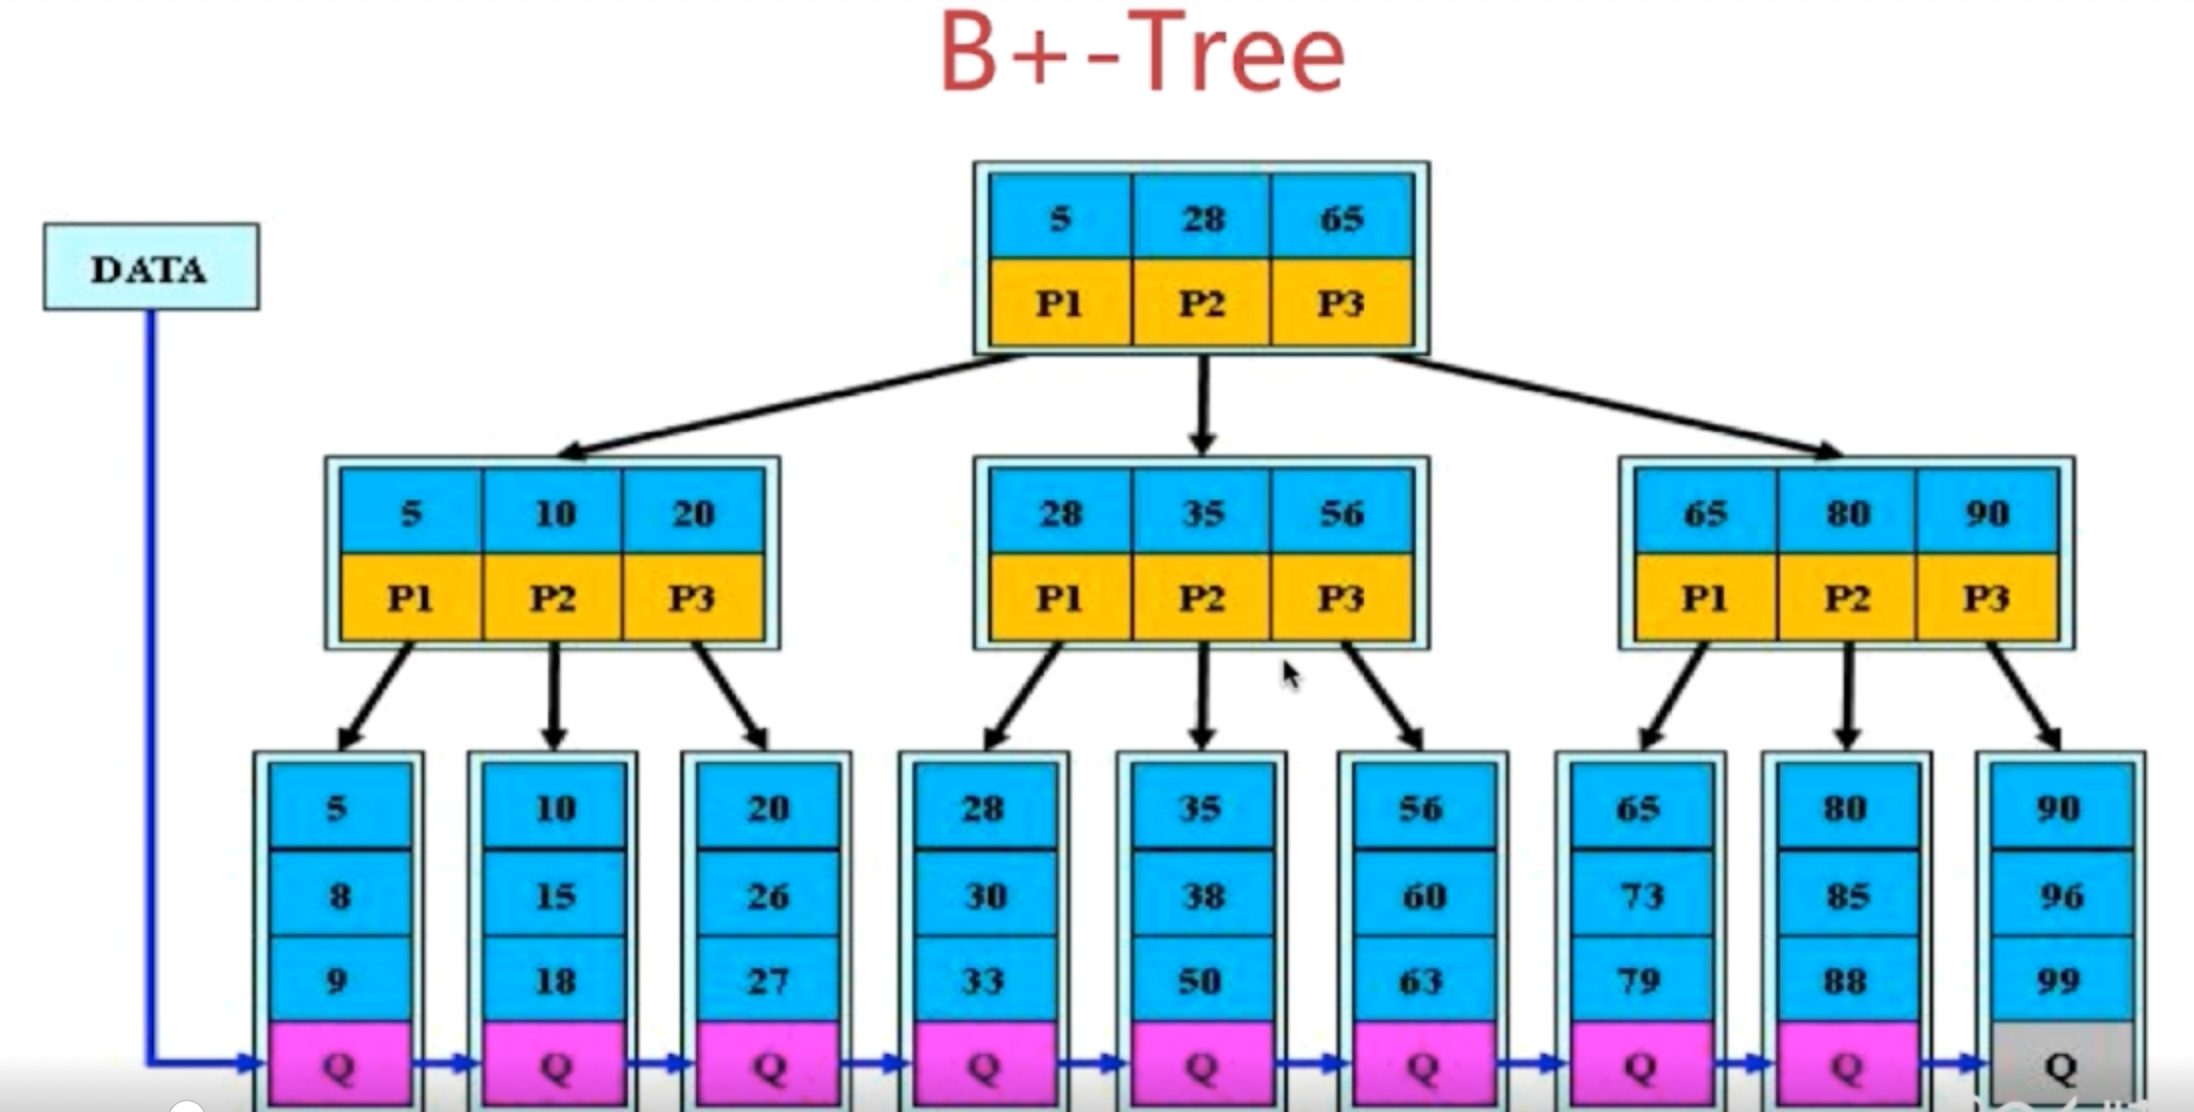 B+-Tree
5 28 65
DATA
P1 P2 P3
5 10 20 28 35 56 65 80 90
P1 P2 P3 P1 P2 P3 P1 P2 P3
5 10 20 28 35 56 65 80 90
8 15 26 30 38 60 73 85 96
9 18 27 33 50 63 79 88 99
Q Q Q Q Q Q Q Q Q